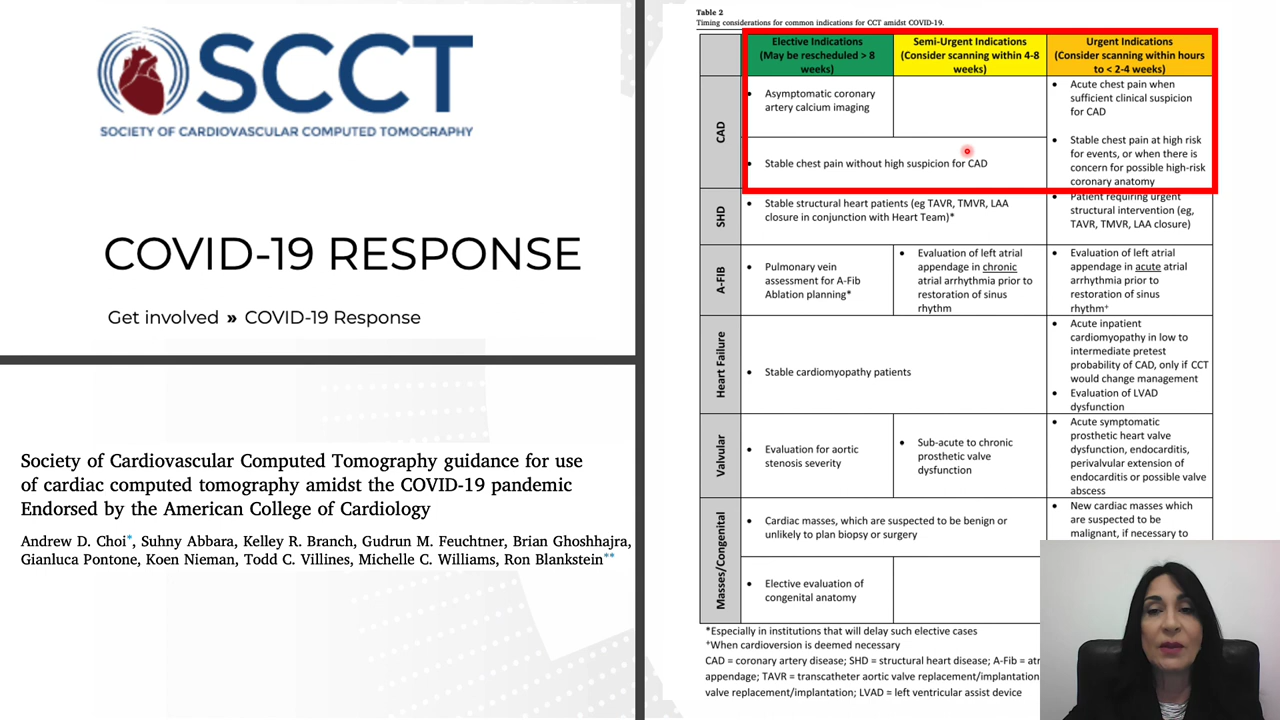 SCCT
SOCIETY OF CARDIOVASCULAR COMPUTED TOMOGRAPHY
COVID-19 RESPONSE
Get involved » COVID-19 Response
Society of Cardiovascular Computed Tomography guidance for use
of cardiac computed tomography amidst the COVID-19 pandemic
Endorsed by the American College of Cardiology
Andrew D. Choi*, Suhny Abbara, Kelley R. Branch, Gudrun M. Feuchtner, Brian Ghoshhajra,
Gianluca Pontone, Koen Nieman, Todd C. Villines, Michelle C. Williams, Ron Blankstein**
Table 2
Timing considerations for common indications for CCT amidst COVID-19.
Elective Indications
(May be rescheduled > 8
weeks)
Semi-Urgent Indications
(Consider scanning within 4-8
weeks)
Urgent Indications
(Consider scanning within hours
to < 2-4 weeks)
CAD
• Asymptomatic coronary
artery calcium imaging
• Stable chest pain without high suspicion for CAD
• Acute chest pain when
sufficient clinical suspicion
for CAD
• Stable chest pain at high risk
for events, or when there is
concern for possible high-risk
coronary anatomy
SHD
• Stable structural heart patients (eg TAVR, TMVR, LAA
closure in conjunction with Heart Team)*
• Patient requiring urgent
structural intervention (eg,
TAVR, TMVR, LAA closure)
A-FIB
• Pulmonary vein
assessment for A-Fib
Ablation planning*
• Evaluation of left atrial
appendage in chronic
atrial arrhythmia prior to
restoration of sinus
rhythm
• Evaluation of left atrial
appendage in acute atrial
arrhythmia prior to
restoration of sinus
rhythm⁺
Heart Failure
• Stable cardiomyopathy patients
• Acute inpatient
cardiomyopathy in low to
intermediate pretest
probability of CAD, only if CCT
would change management
• Evaluation of LVAD
dysfunction
Valvular
• Evaluation for aortic
stenosis severity
• Sub-acute to chronic
prosthetic valve
dysfunction
• Acute symptomatic
prosthetic heart valve
dysfunction, endocarditis,
perivalvular extension of
endocarditis or possible valve
abscess
Masses/Congenital
• Cardiac masses, which are suspected to be benign or
unlikely to plan biopsy or surgery
• New cardiac masses which
are suspected to be
malignant, if necessary to
• Elective evaluation of
congenital anatomy
*Especially in institutions that will delay such elective cases
⁺When cardioversion is deemed necessary
CAD = coronary artery disease; SHD = structural heart disease; A-Fib =
appendage; TAVR = transcatheter aortic valve replacement/implantation
valve replacement/implantation; LVAD = left ventricular assist device